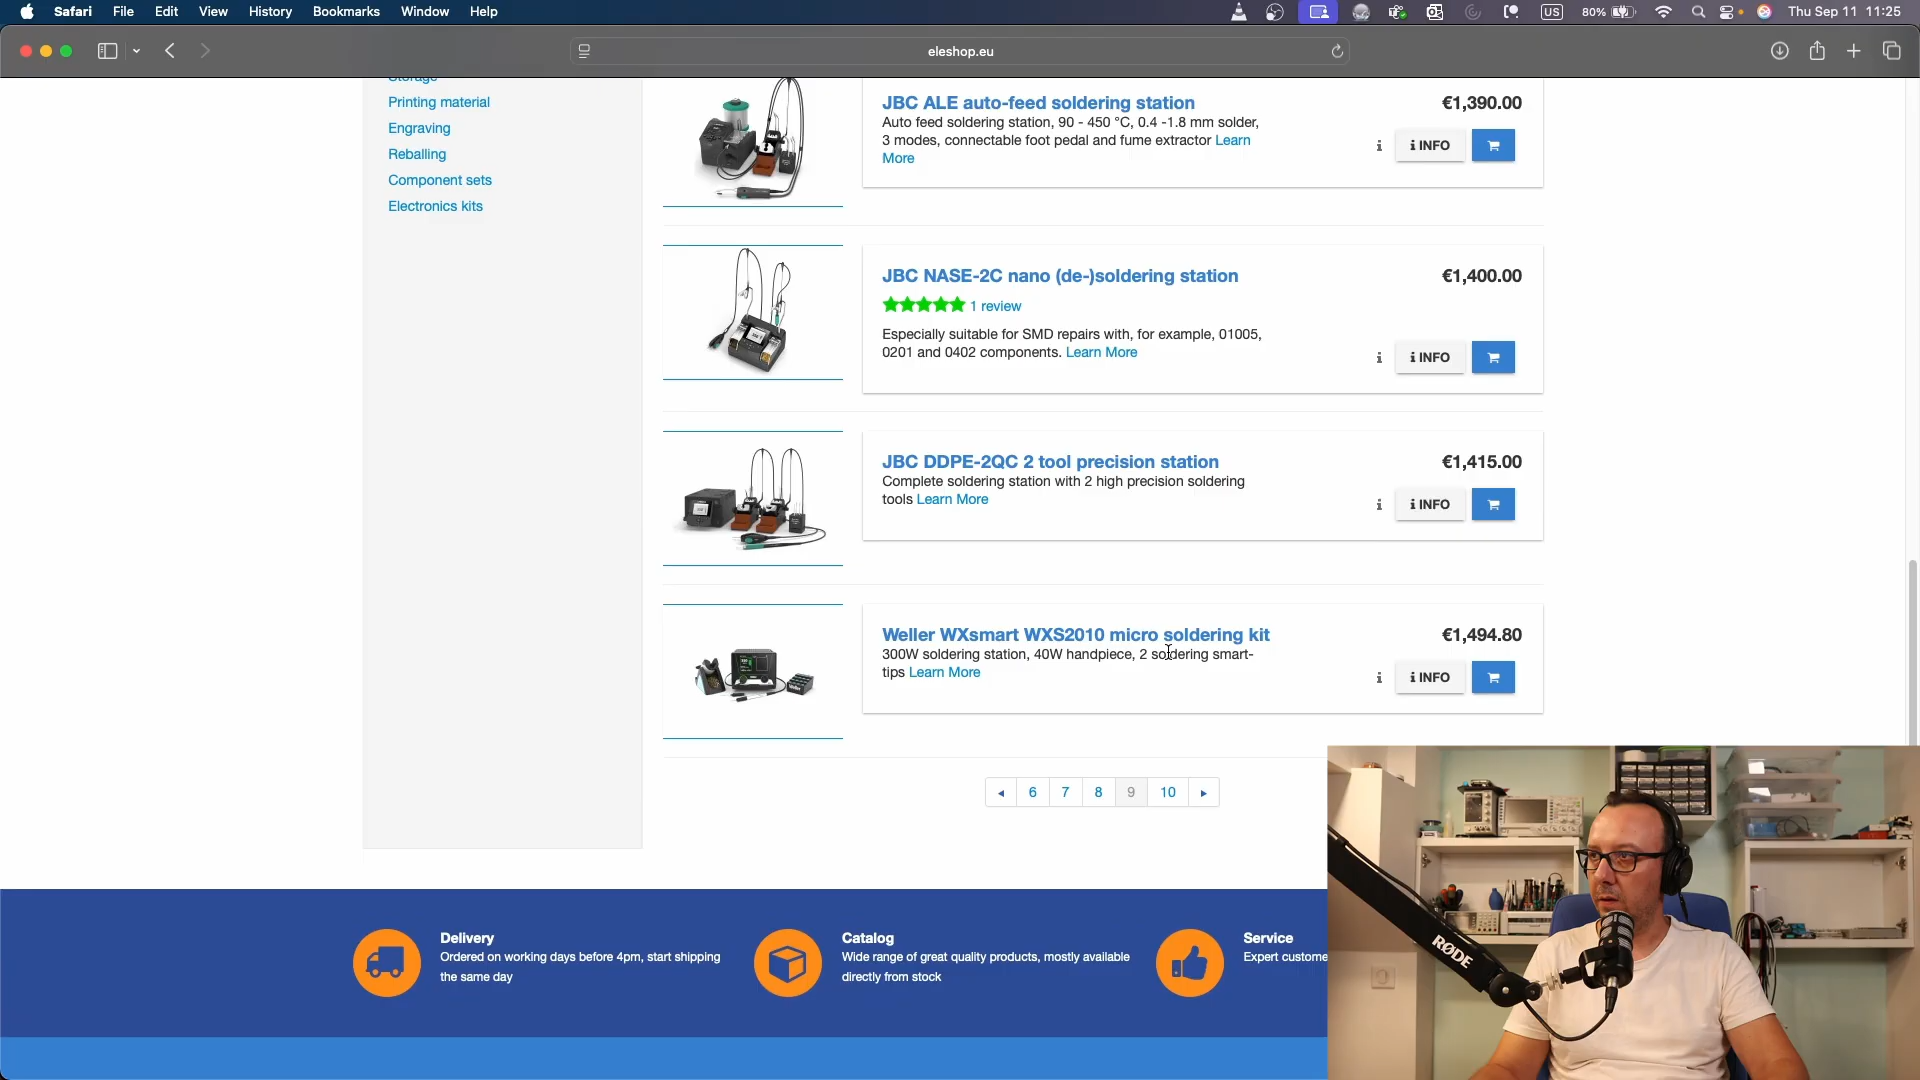 Safari File Edit View History Bookmarks Window Help
US 80% Thu Sep 11 11:25
eleshop.eu
Storage
Printing material
Engraving
Reballing
Component sets
Electronics kits
JBC ALE auto-feed soldering station
€1,390.00
Auto feed soldering station, 90 - 450 °C, 0.4 -1.8 mm solder,
3 modes, connectable foot pedal and fume extractor Learn
More
INFO
JBC NASE-2C nano (de-)soldering station
€1,400.00
1 review
Especially suitable for SMD repairs with, for example, 01005,
0201 and 0402 components. Learn More
INFO
JBC DDPE-2QC 2 tool precision station
€1,415.00
Complete soldering station with 2 high precision soldering
tools Learn More
INFO
Weller WXsmart WXS2010 micro soldering kit
€1,494.80
300W soldering station, 40W handpiece, 2 soldering smart-
tips Learn More
INFO
6 7 8 9 10
Delivery
Ordered on working days before 4pm, start shipping
the same day
Catalog
Wide range of great quality products, mostly available
directly from stock
Service
Expert custome
RØDE